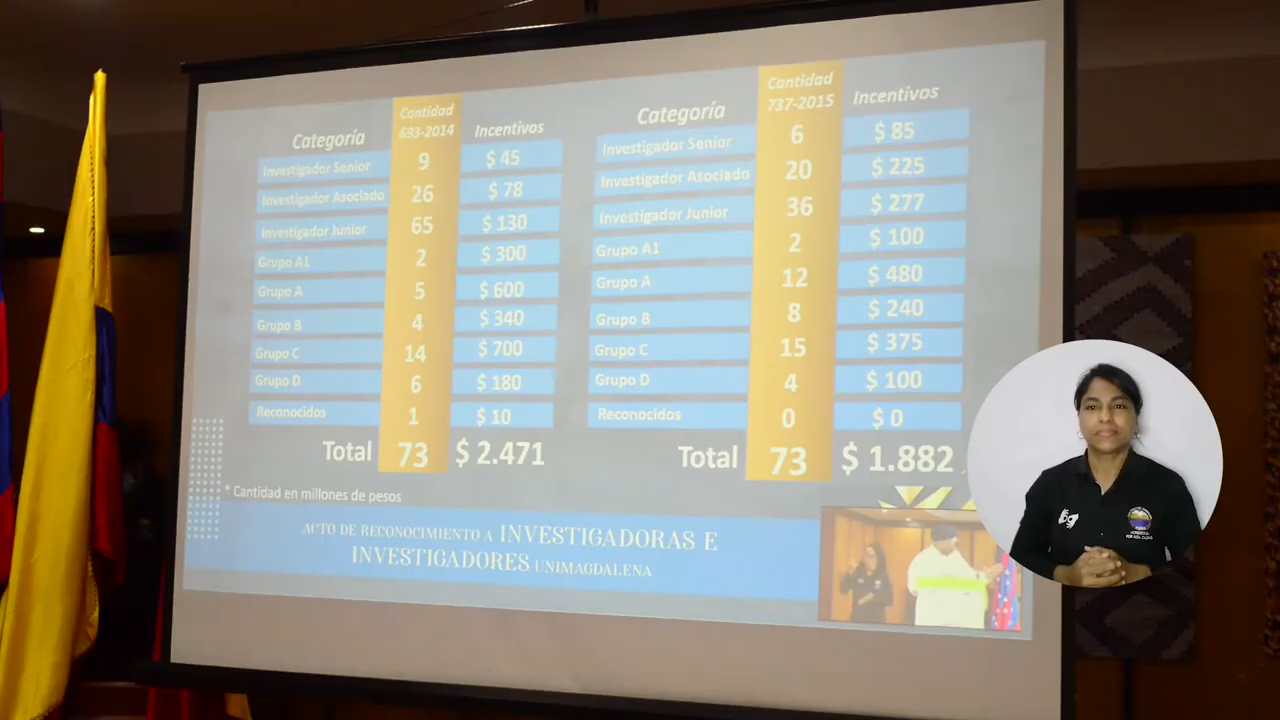 Categoría Cantidad 693-2014 Incentivos
Investigador Senior 9 $ 45
Investigador Asociado 26 $ 78
Investigador Junior 65 $ 130
Grupo A1 2 $ 300
Grupo A 5 $ 600
Grupo B 4 $ 340
Grupo C 14 $ 700
Grupo D 6 $ 180
Reconocidos 1 $ 10
Total 73 $ 2.471
Categoría Cantidad 737-2015 Incentivos
Investigador Senior 6 $ 85
Investigador Asociado 20 $ 225
Investigador Junior 36 $ 277
Grupo A1 2 $ 100
Grupo A 12 $ 480
Grupo B 8 $ 240
Grupo C 15 $ 375
Grupo D 4 $ 100
Reconocidos 0 $ 0
Total 73 $ 1.882
* Cantidad en millones de pesos
ACTO DE RECONOCIMIENTO A INVESTIGADORAS E
INVESTIGADORES UNIMAGDALENA